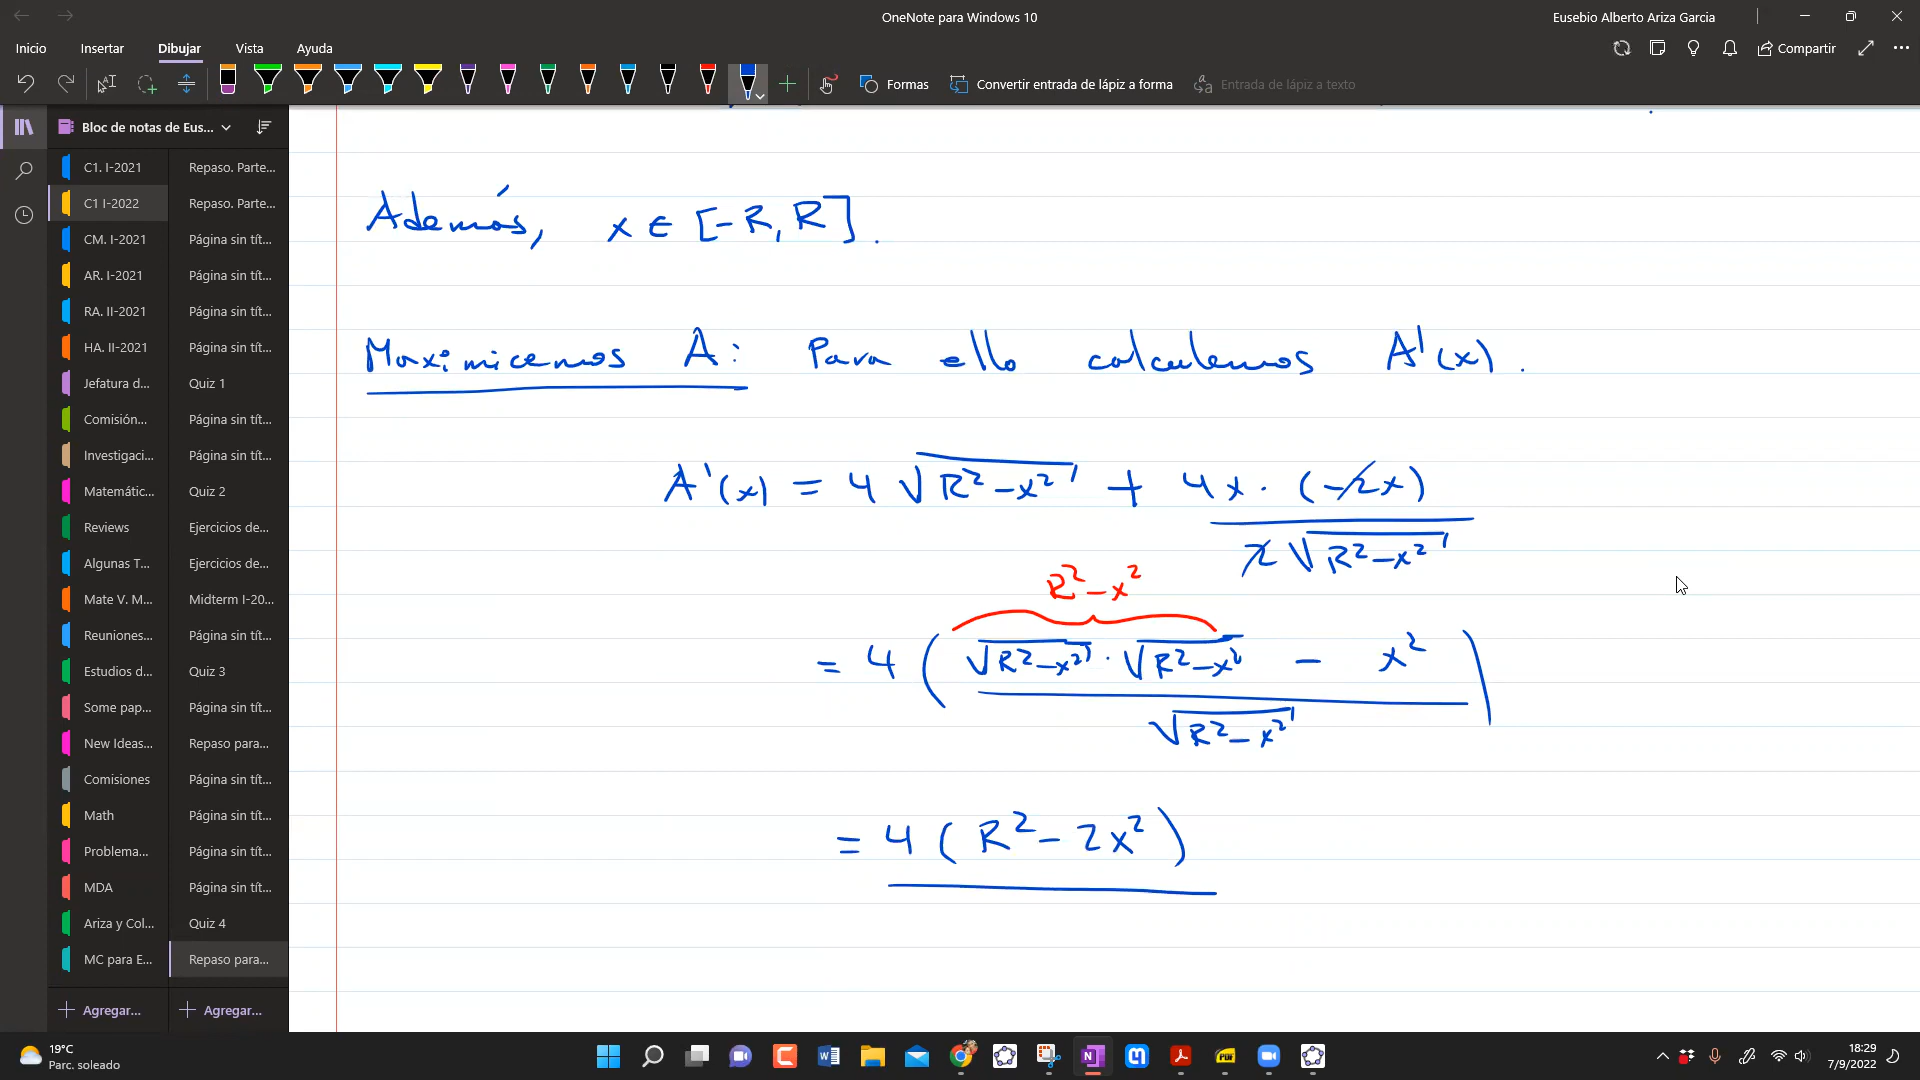 OneNote para Windows 10
Eusebio Alberto Ariza Garcia
Inicio Insertar Dibujar Vista Ayuda
Compartir
Formas Convertir entrada de lápiz a forma Entrada de lápiz a texto
Bloc de notas de Eus...
C1. I-2021 Repaso. Parte...
C1 I-2022 Repaso. Parte...
CM. I-2021 Página sin tít...
AR. I-2021 Página sin tít...
RA. II-2021 Página sin tít...
HA. II-2021 Página sin tít...
Jefatura d... Quiz 1
Comisión... Página sin tít...
Investigaci... Página sin tít...
Matemátic... Quiz 2
Reviews Ejercicios de...
Algunas T... Ejercicios de...
Mate V. M... Midterm I-20...
Reuniones... Página sin tít...
Estudios d... Quiz 3
Some pap... Página sin tít...
New Ideas... Repaso para...
Comisiones Página sin tít...
Math Página sin tít...
Problema... Página sin tít...
MDA Página sin tít...
Ariza y Col... Quiz 4
MC para E... Repaso para...
Agregar... Agregar...
Además, x ∈ [-R, R].
Maximicemos A: Para ello calculemos A'(x).
A'(x) = 4 √(R² - x²) + 4x · (-2x)
2 √(R² - x²)
R² - x²
= 4 ( √(R² - x²) · √(R² - x²) - x² )
√(R² - x²)
= 4 ( R² - 2x² )
19°C
Parc. soleado
18:29
7/9/2022